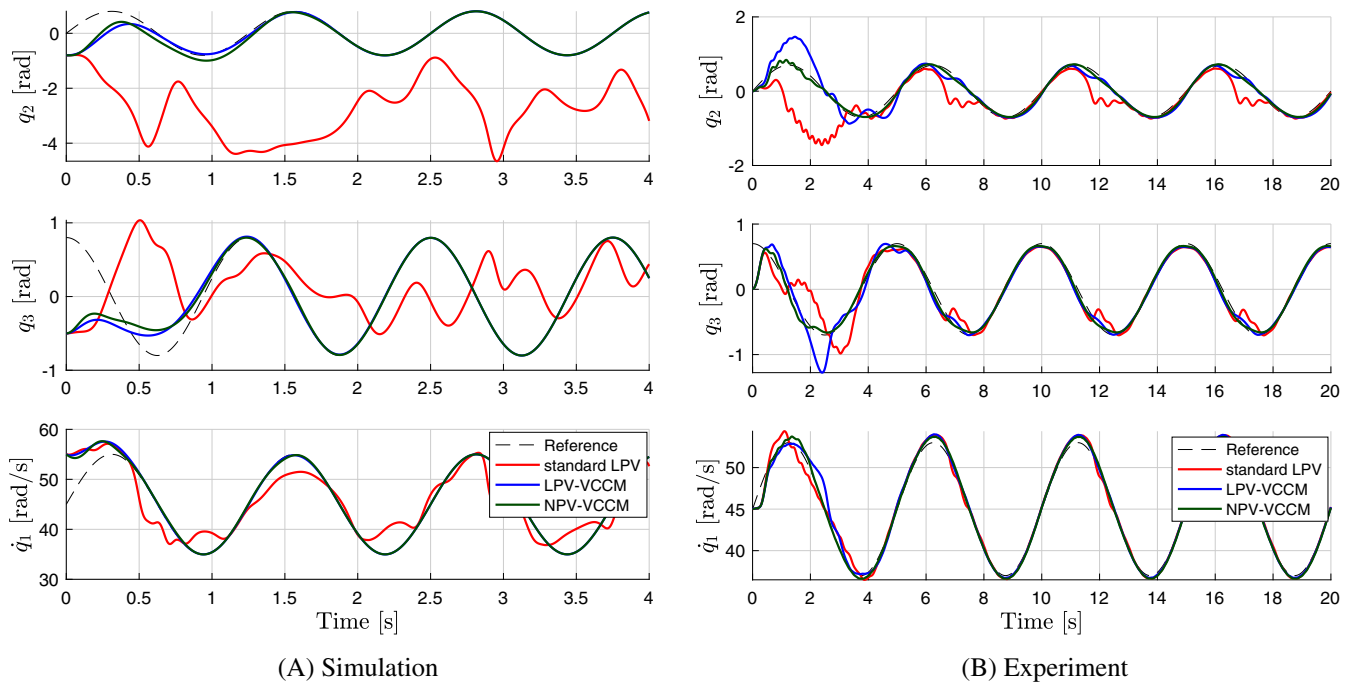 0
-2
-4
q2 [rad]
0 0.5 1 1.5 2 2.5 3 3.5 4
1
0
-1
q3 [rad]
0 0.5 1 1.5 2 2.5 3 3.5 4
60
50
40
30
q̇1 [rad/s]
Reference
standard LPV
LPV-VCCM
NPV-VCCM
0 0.5 1 1.5 2 2.5 3 3.5 4
Time [s]
(A) Simulation
2
0
-2
q2 [rad]
0 2 4 6 8 10 12 14 16 18 20
1
0
-1
q3 [rad]
0 2 4 6 8 10 12 14 16 18 20
50
45
40
q̇1 [rad/s]
Reference
standard LPV
LPV-VCCM
NPV-VCCM
0 2 4 6 8 10 12 14 16 18 20
Time [s]
(B) Experiment